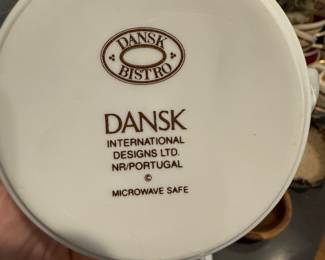 DANSK
BISTRO
DANSK
INTERNATIONAL
DESIGNS LTD.
NR/PORTUGAL
©
MICROWAVE SAFE